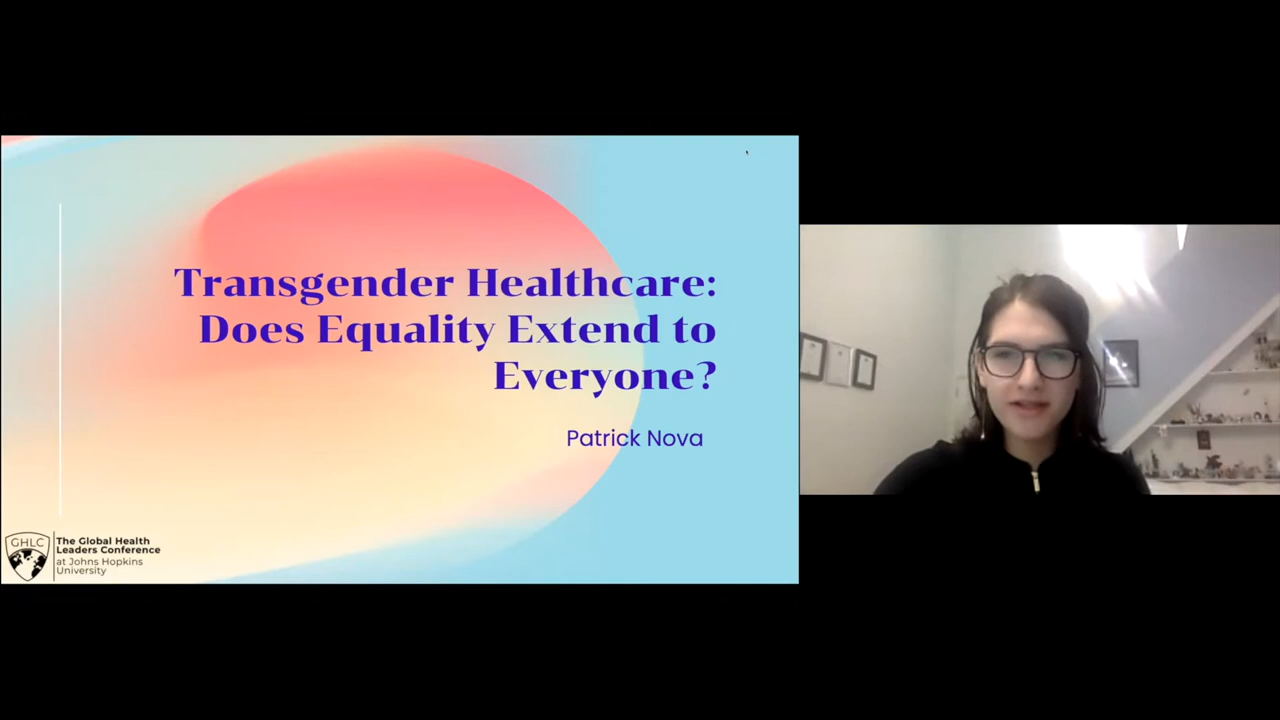 Transgender Healthcare:
Does Equality Extend to
Everyone?
Patrick Nova
GHLC
The Global Health
Leaders Conference
at Johns Hopkins
University